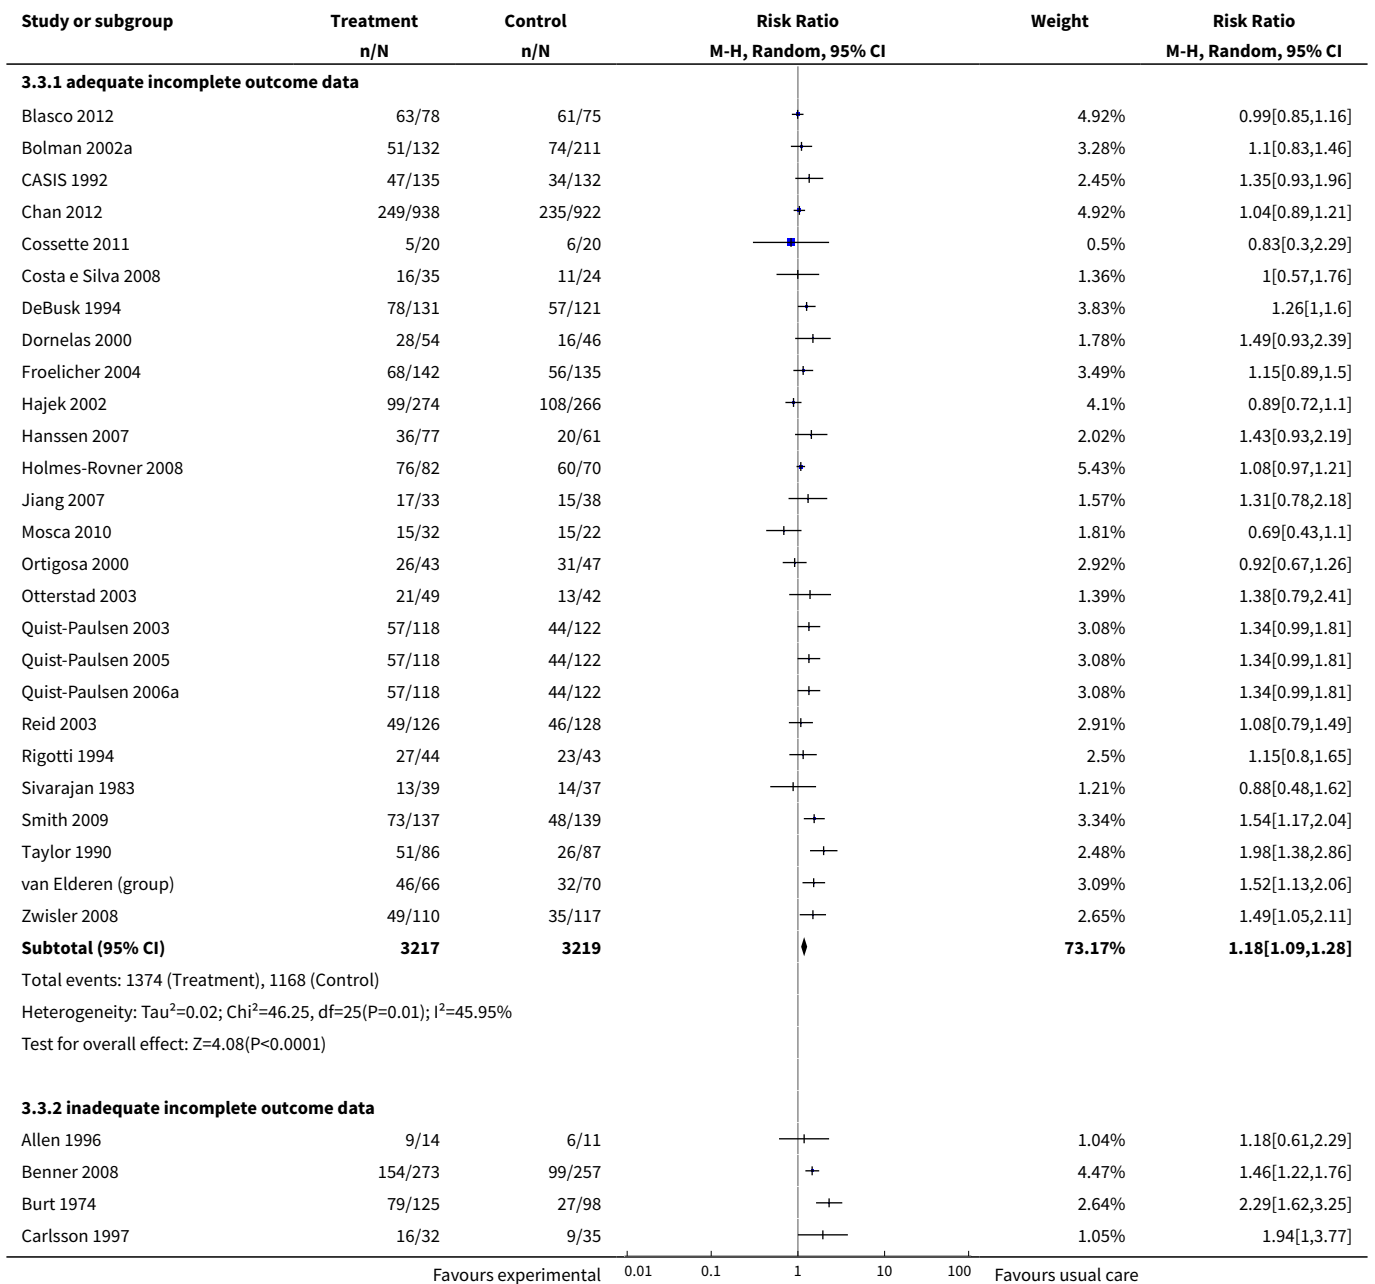 Study or subgroup Treatment Control Risk Ratio Weight Risk Ratio
n/N n/N M-H, Random, 95% CI M-H, Random, 95% CI
3.3.1 adequate incomplete outcome data
Blasco 2012 63/78 61/75 4.92% 0.99[0.85,1.16]
Bolman 2002a 51/132 74/211 3.28% 1.1[0.83,1.46]
CASIS 1992 47/135 34/132 2.45% 1.35[0.93,1.96]
Chan 2012 249/938 235/922 4.92% 1.04[0.89,1.21]
Cossette 2011 5/20 6/20 0.5% 0.83[0.3,2.29]
Costa e Silva 2008 16/35 11/24 1.36% 1[0.57,1.76]
DeBusk 1994 78/131 57/121 3.83% 1.26[1,1.6]
Dornelas 2000 28/54 16/46 1.78% 1.49[0.93,2.39]
Froelicher 2004 68/142 56/135 3.49% 1.15[0.89,1.5]
Hajek 2002 99/274 108/266 4.1% 0.89[0.72,1.1]
Hanssen 2007 36/77 20/61 2.02% 1.43[0.93,2.19]
Holmes-Rovner 2008 76/82 60/70 5.43% 1.08[0.97,1.21]
Jiang 2007 17/33 15/38 1.57% 1.31[0.78,2.18]
Mosca 2010 15/32 15/22 1.81% 0.69[0.43,1.1]
Ortigosa 2000 26/43 31/47 2.92% 0.92[0.67,1.26]
Otterstad 2003 21/49 13/42 1.39% 1.38[0.79,2.41]
Quist-Paulsen 2003 57/118 44/122 3.08% 1.34[0.99,1.81]
Quist-Paulsen 2005 57/118 44/122 3.08% 1.34[0.99,1.81]
Quist-Paulsen 2006a 57/118 44/122 3.08% 1.34[0.99,1.81]
Reid 2003 49/126 46/128 2.91% 1.08[0.79,1.49]
Rigotti 1994 27/44 23/43 2.5% 1.15[0.8,1.65]
Sivarajan 1983 13/39 14/37 1.21% 0.88[0.48,1.62]
Smith 2009 73/137 48/139 3.34% 1.54[1.17,2.04]
Taylor 1990 51/86 26/87 2.48% 1.98[1.38,2.86]
van Elderen (group) 46/66 32/70 3.09% 1.52[1.13,2.06]
Zwisler 2008 49/110 35/117 2.65% 1.49[1.05,2.11]
Subtotal (95% CI) 3217 3219 73.17% 1.18[1.09,1.28]
Total events: 1374 (Treatment), 1168 (Control)
Heterogeneity: Tau²=0.02; Chi²=46.25, df=25(P=0.01); I²=45.95%
Test for overall effect: Z=4.08(P<0.0001)
3.3.2 inadequate incomplete outcome data
Allen 1996 9/14 6/11 1.04% 1.18[0.61,2.29]
Benner 2008 154/273 99/257 4.47% 1.46[1.22,1.76]
Burt 1974 79/125 27/98 2.64% 2.29[1.62,3.25]
Carlsson 1997 16/32 9/35 1.05% 1.94[1,3.77]
Favours experimental 0.01 0.1 1 10 100 Favours usual care